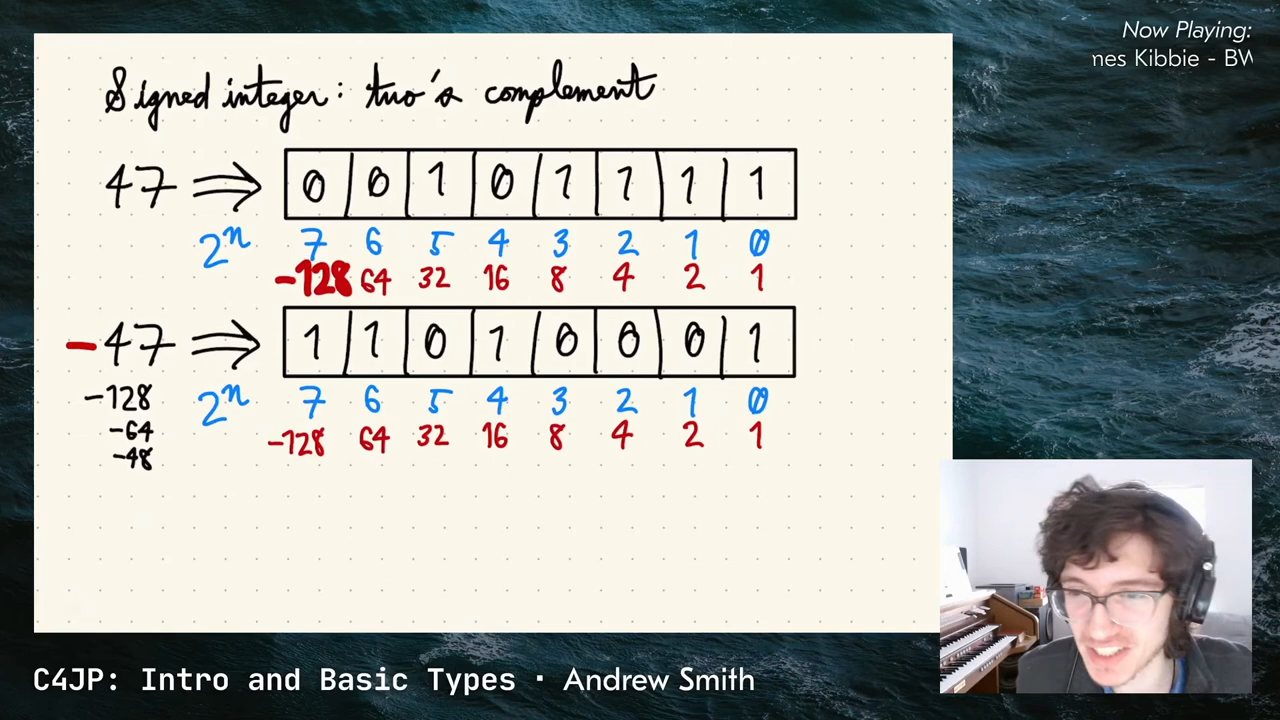 Now Playing:
nes Kibbie - BW
Signed integer: two's complement
47 ⇒ 0 0 1 0 1 1 1 1
2ⁿ 7 6 5 4 3 2 1 0
-128 64 32 16 8 4 2 1
-47 ⇒ 1 1 0 1 0 0 0 1
-128
2ⁿ 7 6 5 4 3 2 1 0
-64
-128 64 32 16 8 4 2 1
-48
C4JP: Intro and Basic Types · Andrew Smith